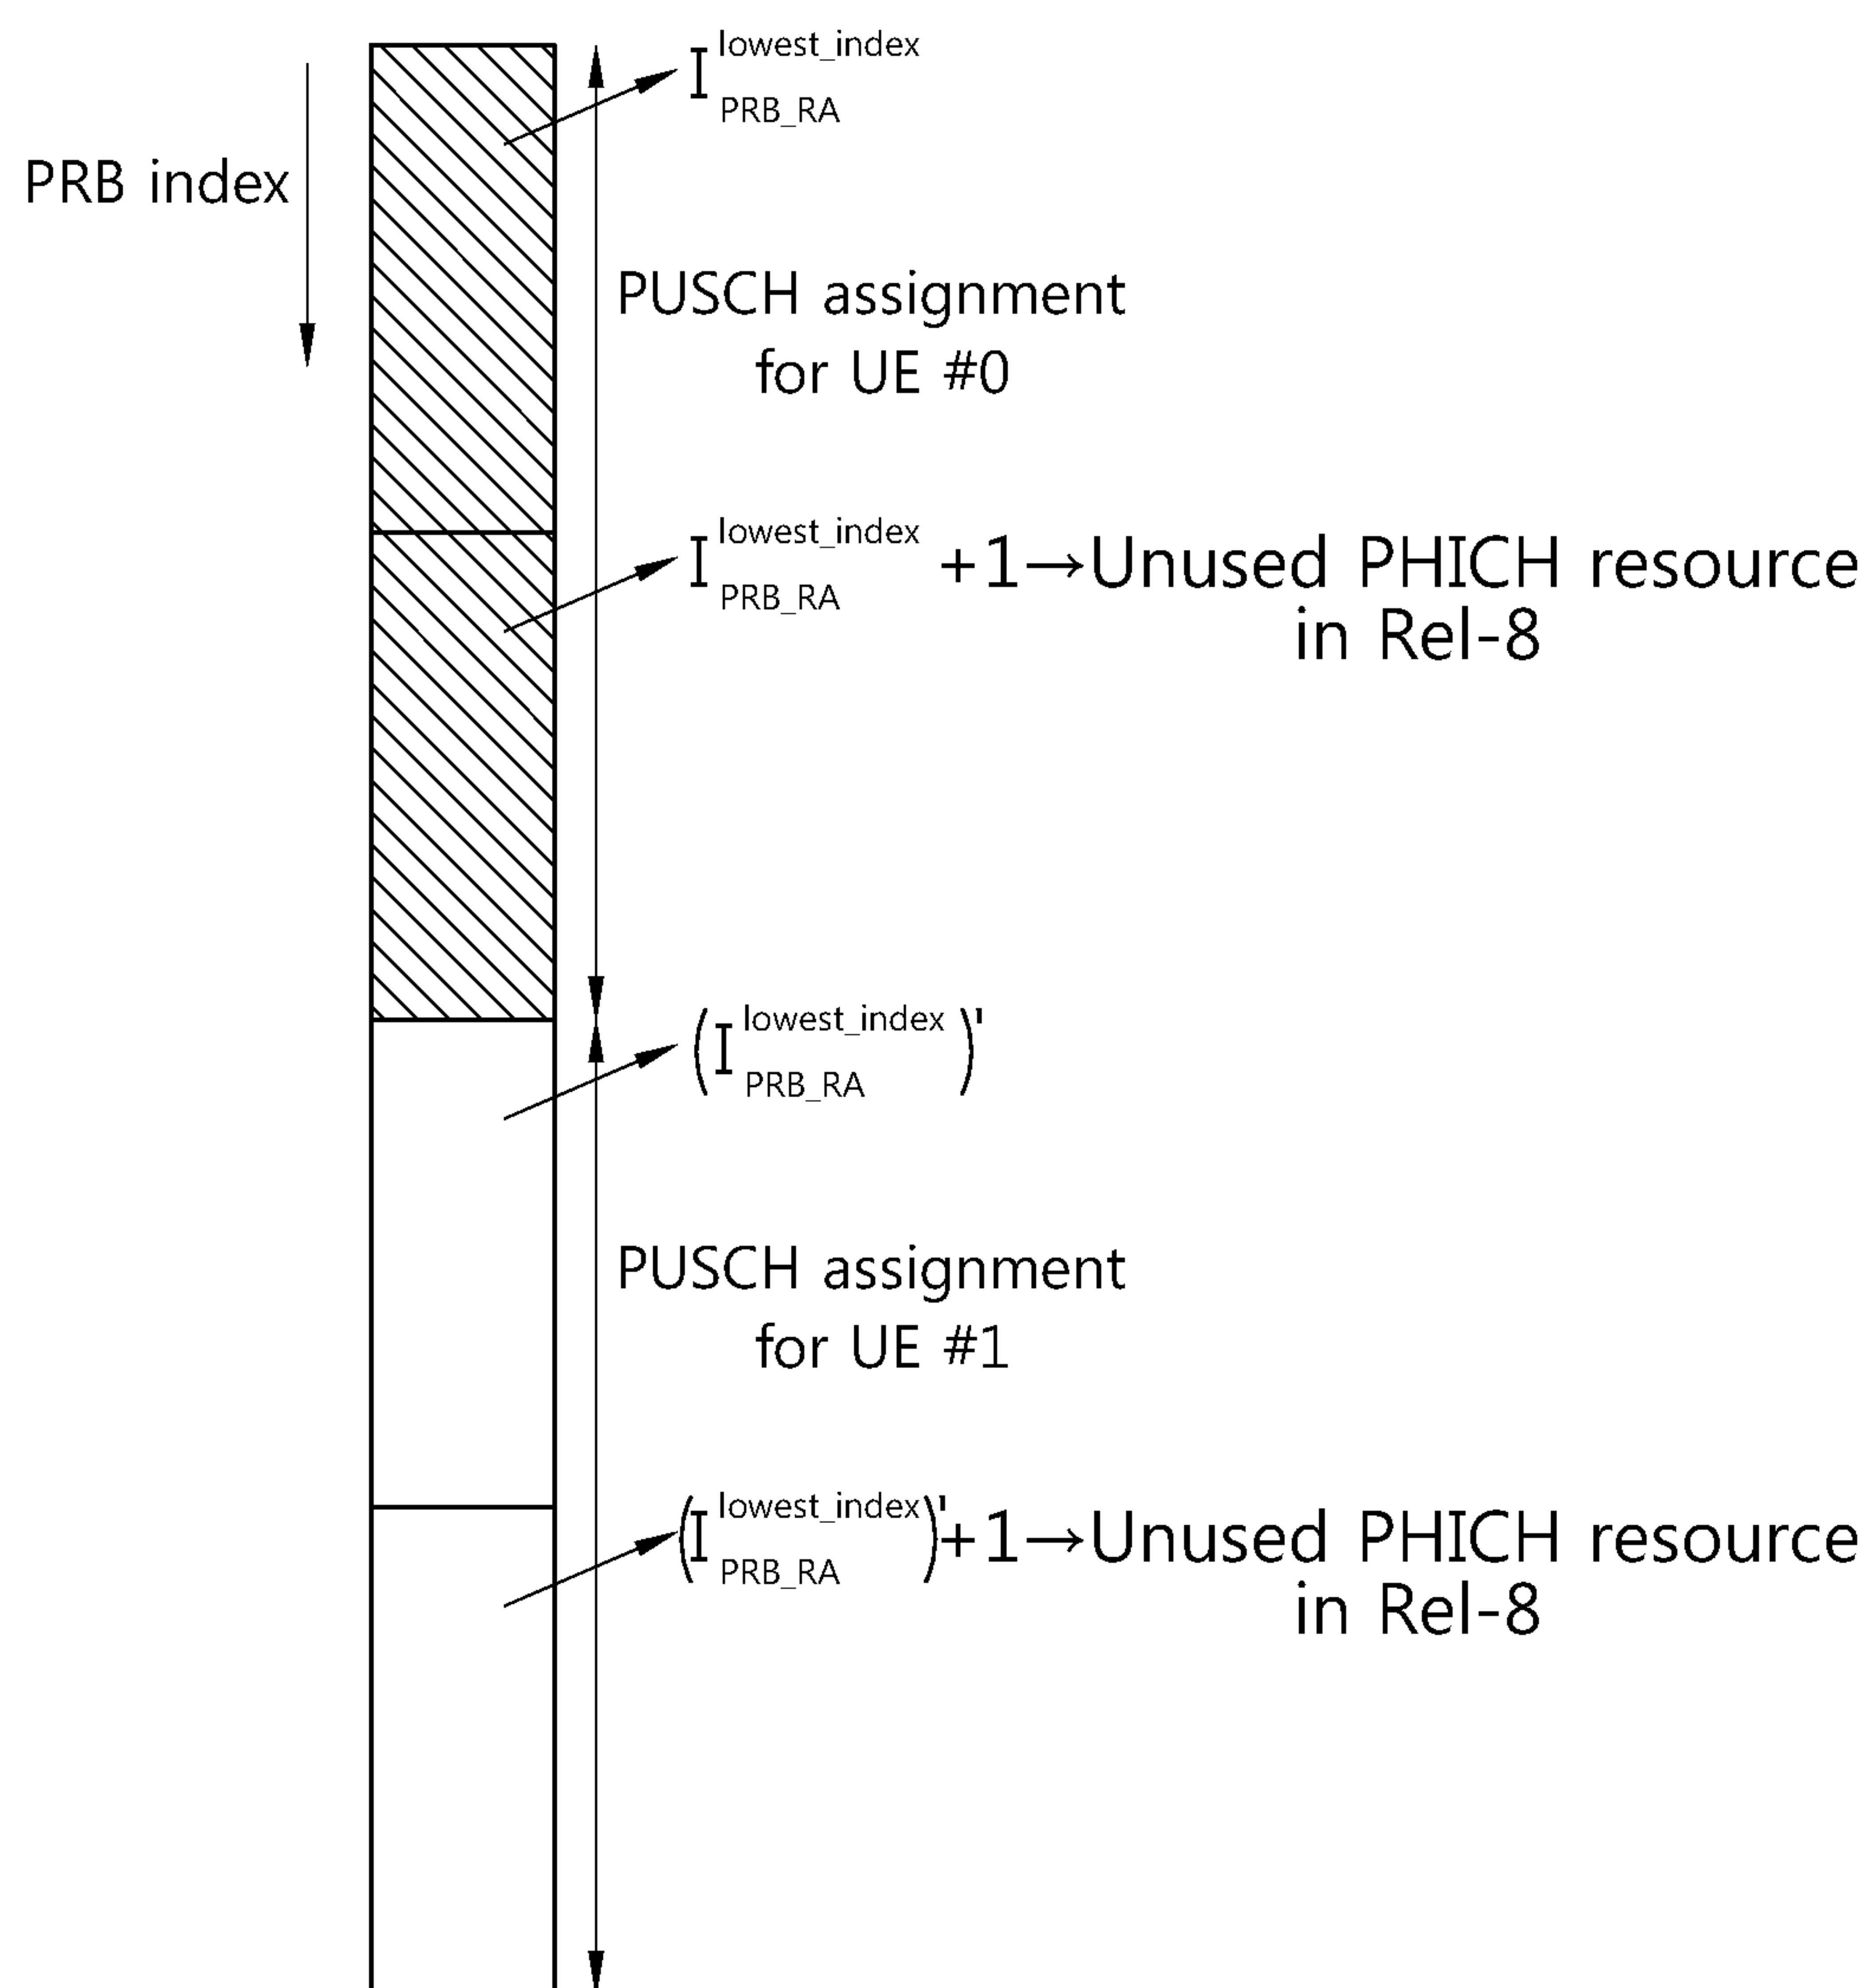 I lowest_index PRB_RA
PRB index
PUSCH assignment
for UE #0
I lowest_index PRB_RA +1→Unused PHICH resource
in Rel-8
(I lowest_index PRB_RA)'
PUSCH assignment
for UE #1
(I lowest_index PRB_RA)'+1→Unused PHICH resource
in Rel-8